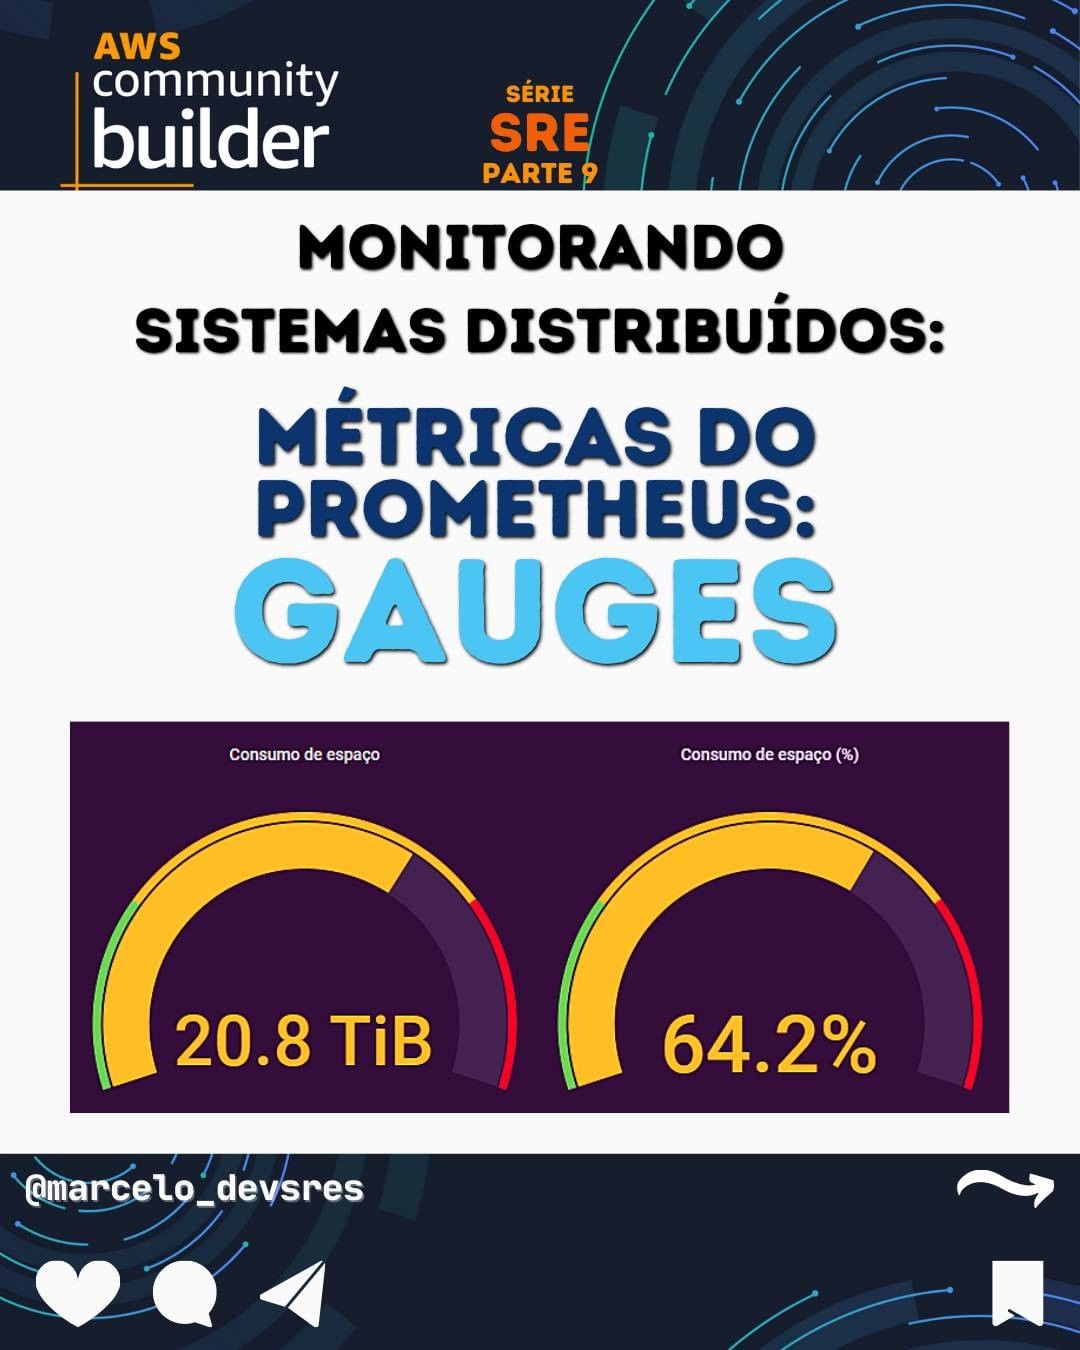 AWS
community
builder
SÉRIE
SRE
PARTE 9
MONITORANDO
SISTEMAS DISTRIBUÍDOS:
MÉTRICAS DO
PROMETHEUS:
GAUGES
Consumo de espaço
20.8 TiB
Consumo de espaço (%)
64.2%
@marcelo_devsres